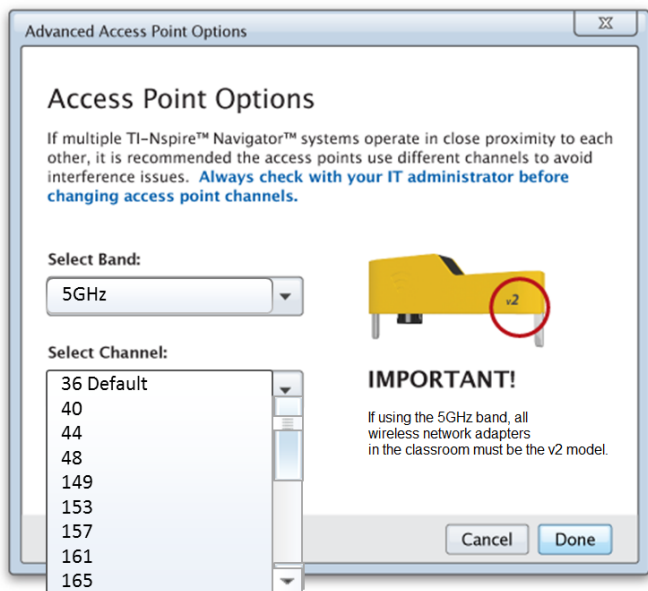 Advanced Access Point Options
Access Point Options
If multiple TI-Nspire™ Navigator™ systems operate in close proximity to each
other, it is recommended the access points use different channels to avoid
interference issues. Always check with your IT administrator before
changing access point channels.
Select Band:
5GHz
v2
Select Channel:
36 Default
40
44
48
149
153
157
161
165
IMPORTANT!
If using the 5GHz band, all
wireless network adapters
in the classroom must be the v2 model.
Cancel
Done